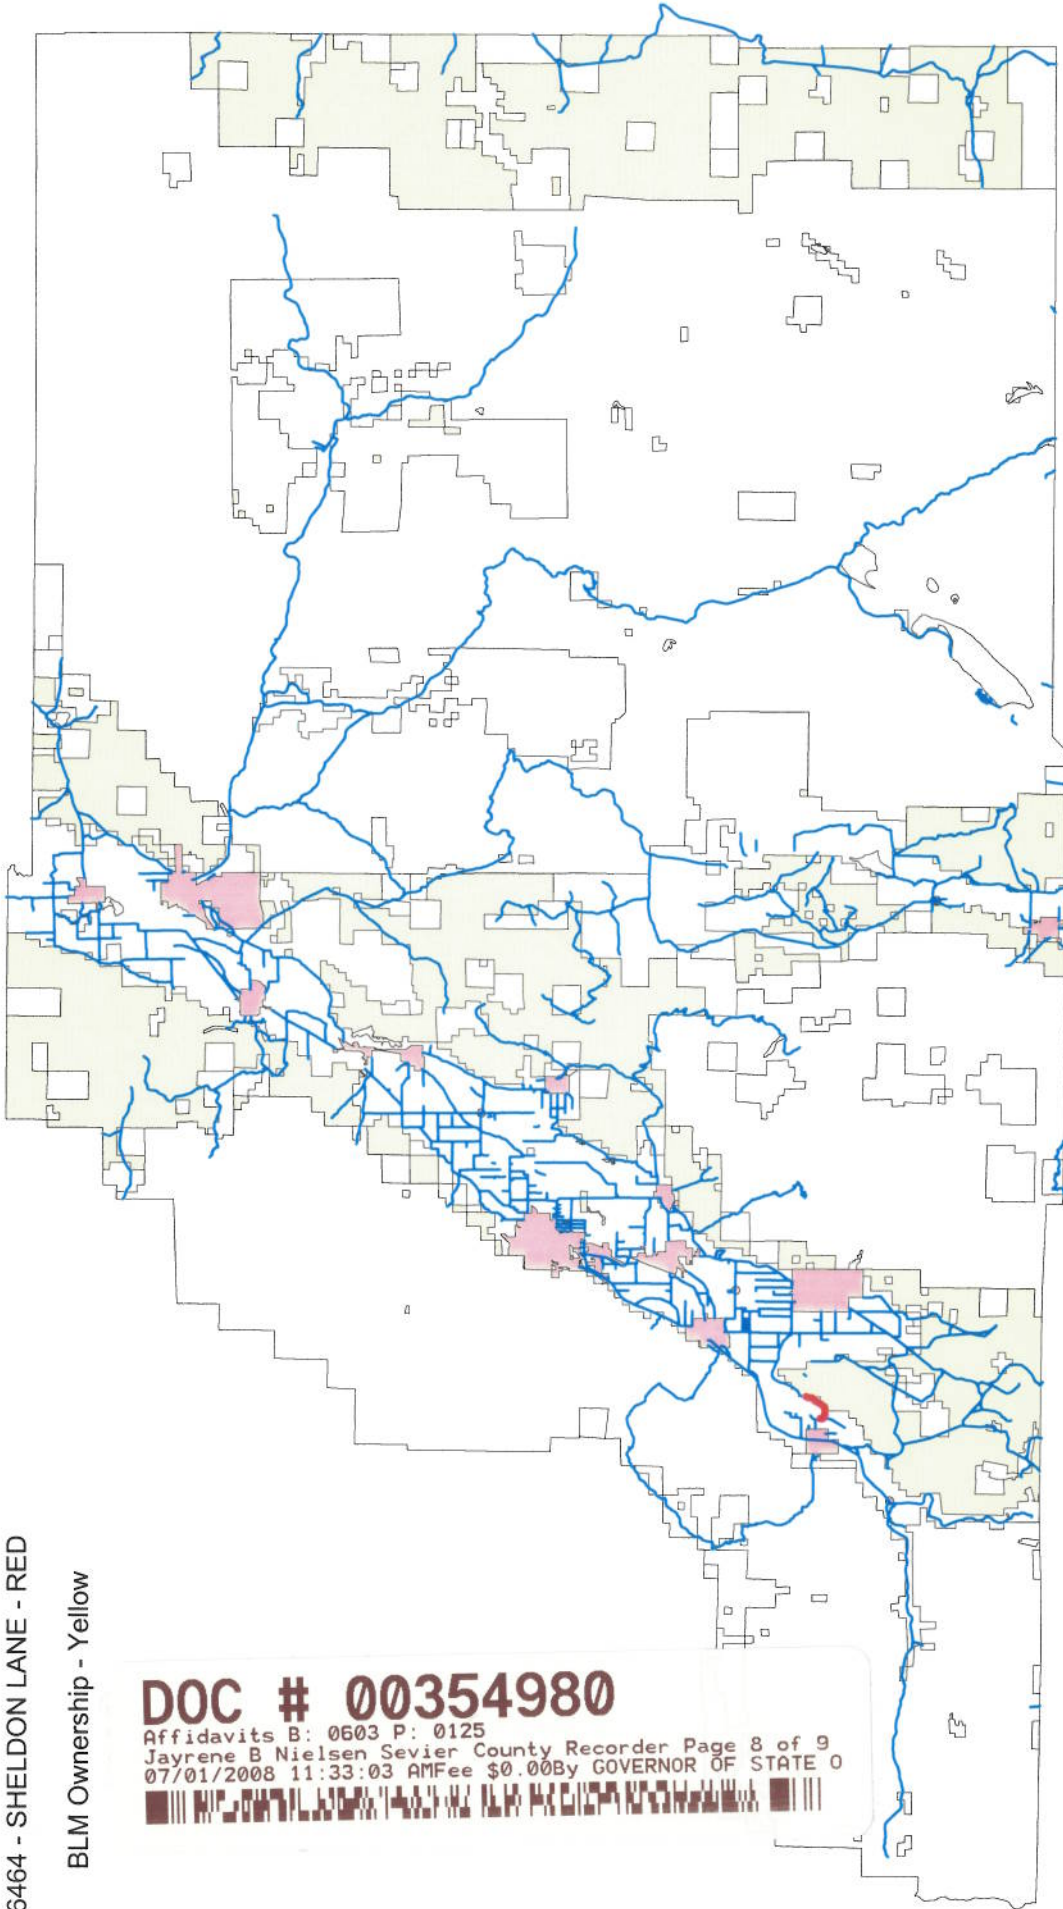 6464 - SHELDON LANE - RED
BLM Ownership - Yellow
DOC # 00354980
Affidavits B: 0603 P: 0125
Jayrene B Nielsen Sevier County Recorder Page 8 of 9
07/01/2008 11:33:03 AMFee $0.00By GOVERNOR OF STATE O